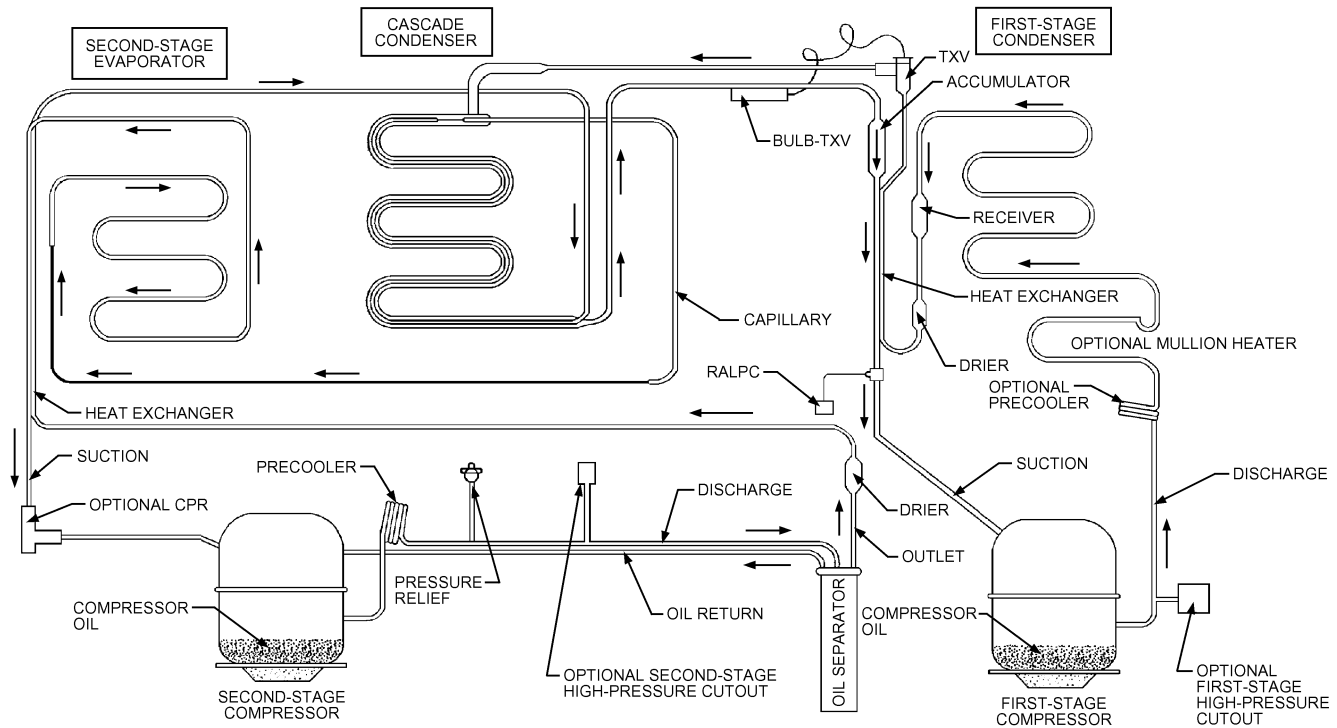 SECOND-STAGE
EVAPORATOR
CASCADE
CONDENSER
FIRST-STAGE
CONDENSER
TXV
ACCUMULATOR
BULB-TXV
RECEIVER
HEAT EXCHANGER
CAPILLARY
OPTIONAL MULLION HEATER
DRIER
RALPC
OPTIONAL
PRECOOLER
HEAT EXCHANGER
SUCTION
PRECOOLER
SUCTION
DISCHARGE
OPTIONAL CPR
DISCHARGE
DRIER
OUTLET
PRESSURE
RELIEF
COMPRESSOR
OIL
OIL RETURN
OIL SEPARATOR
COMPRESSOR
OIL
OPTIONAL SECOND-STAGE
HIGH-PRESSURE CUTOUT
OPTIONAL
FIRST-STAGE
HIGH-PRESSURE
CUTOUT
SECOND-STAGE
COMPRESSOR
FIRST-STAGE
COMPRESSOR